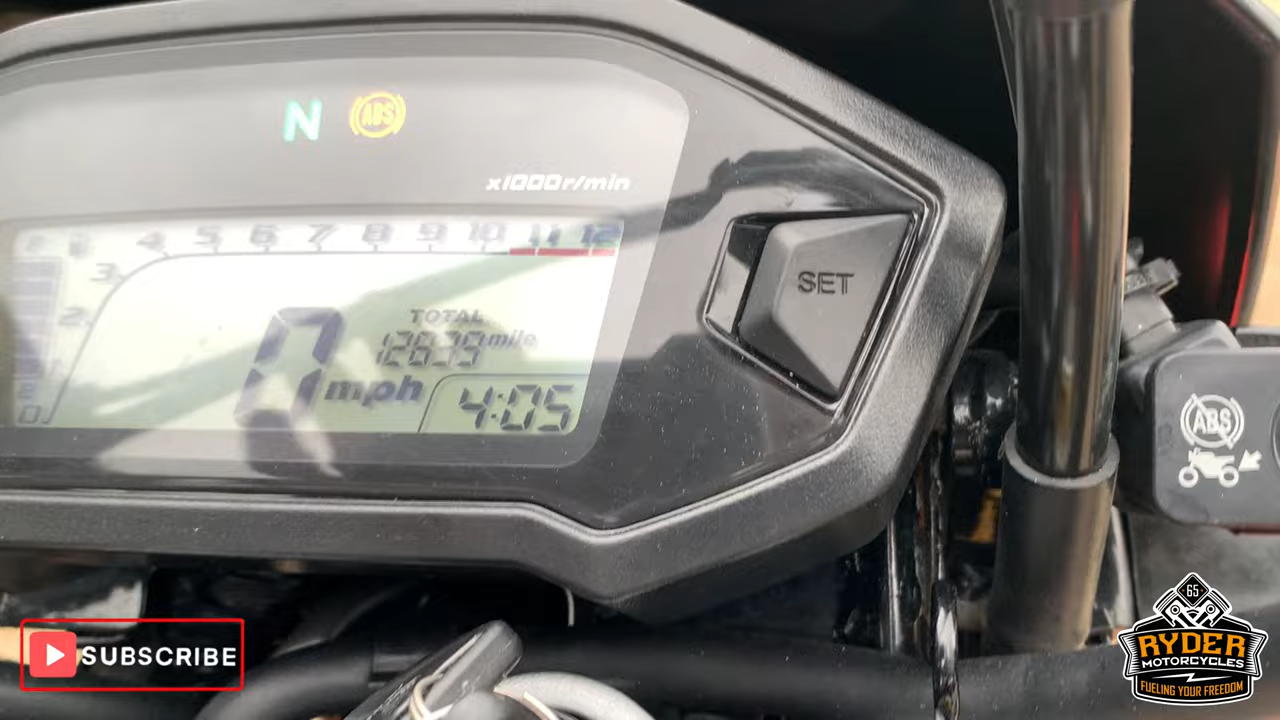 N
ABS
x1000r/min
4 5 6 7 8 9 10 11 12
3
2
TOTAL
mile
0
mph
4:05
SET
ABS
SUBSCRIBE
65
RYDER
MOTORCYCLES
FUELING YOUR FREEDOM